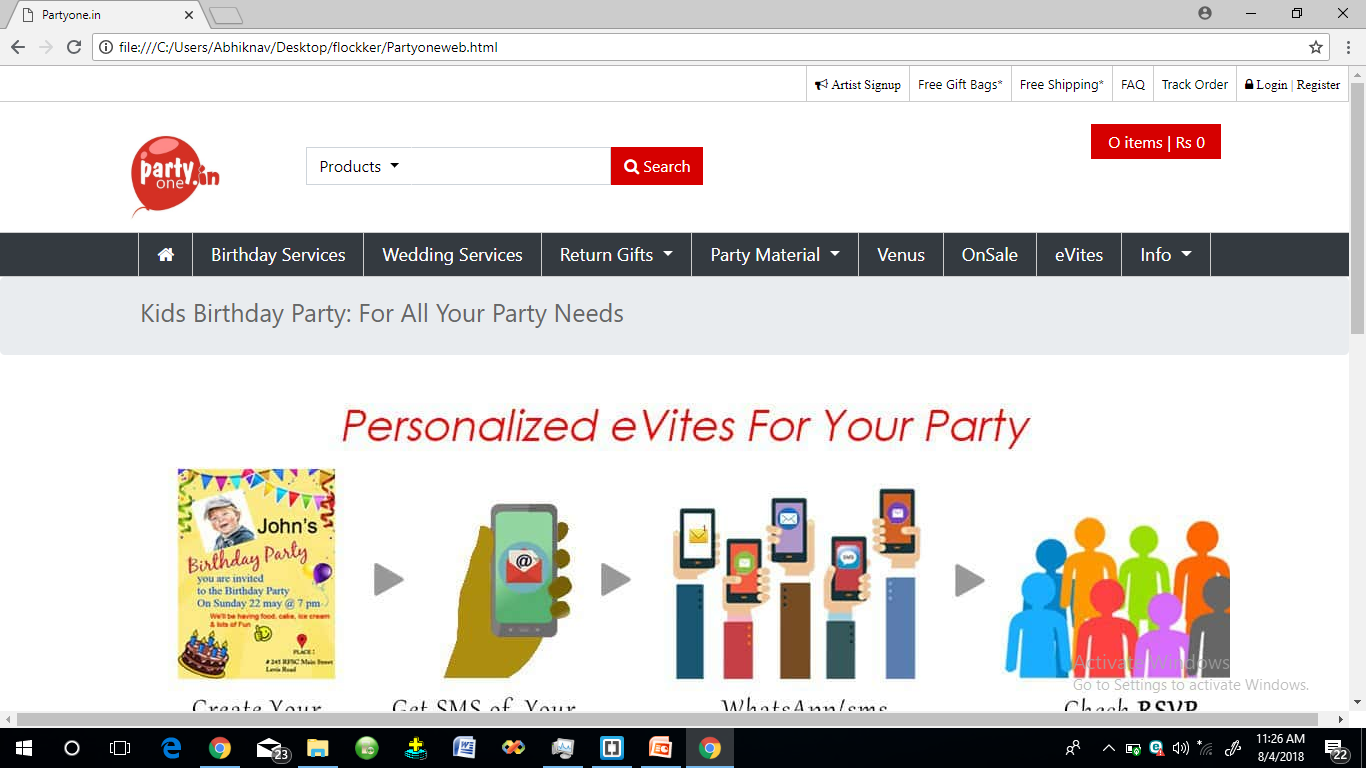 Partyone.in
file:///C:/Users/Abhiknav/Desktop/flockker/Partyoneweb.html
Artist Signup
Free Gift Bags*
Free Shipping*
FAQ
Track Order
Login | Register
party
one
.in
Products
Search
O items | Rs 0
Birthday Services
Wedding Services
Return Gifts
Party Material
Venus
OnSale
eVites
Info
Kids Birthday Party: For All Your Party Needs
Personalized eVites For Your Party
John's
Birthday Party
you are invited
to the Birthday Party
On Sunday 22 may @ 7 pm
We'll be having food, cake, ice cream
& lots of Fun
PLACE :
# 245 RFSC Main Street
Levis Road
@
SMS
Activate Windows
Go to Settings to activate Windows.
Create Your
Get SMS of Your
WhatsApp/sms
Check RSVP
23
11:26 AM
8/4/2018
22